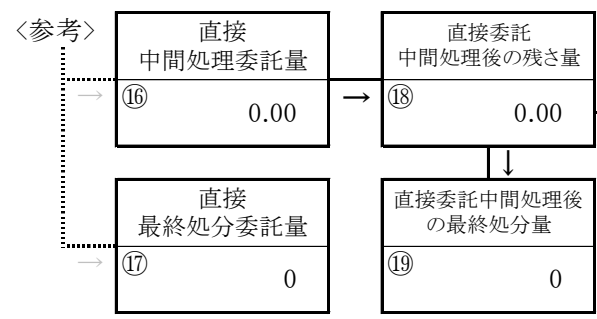 〈参考〉
直接
中間処理委託量
→
⑯
0.00
→
直接委託
中間処理後の残さ量
⑱
0.00
↓
直接
最終処分委託量
→
⑰
0
直接委託中間処理後
の最終処分量
⑲
0